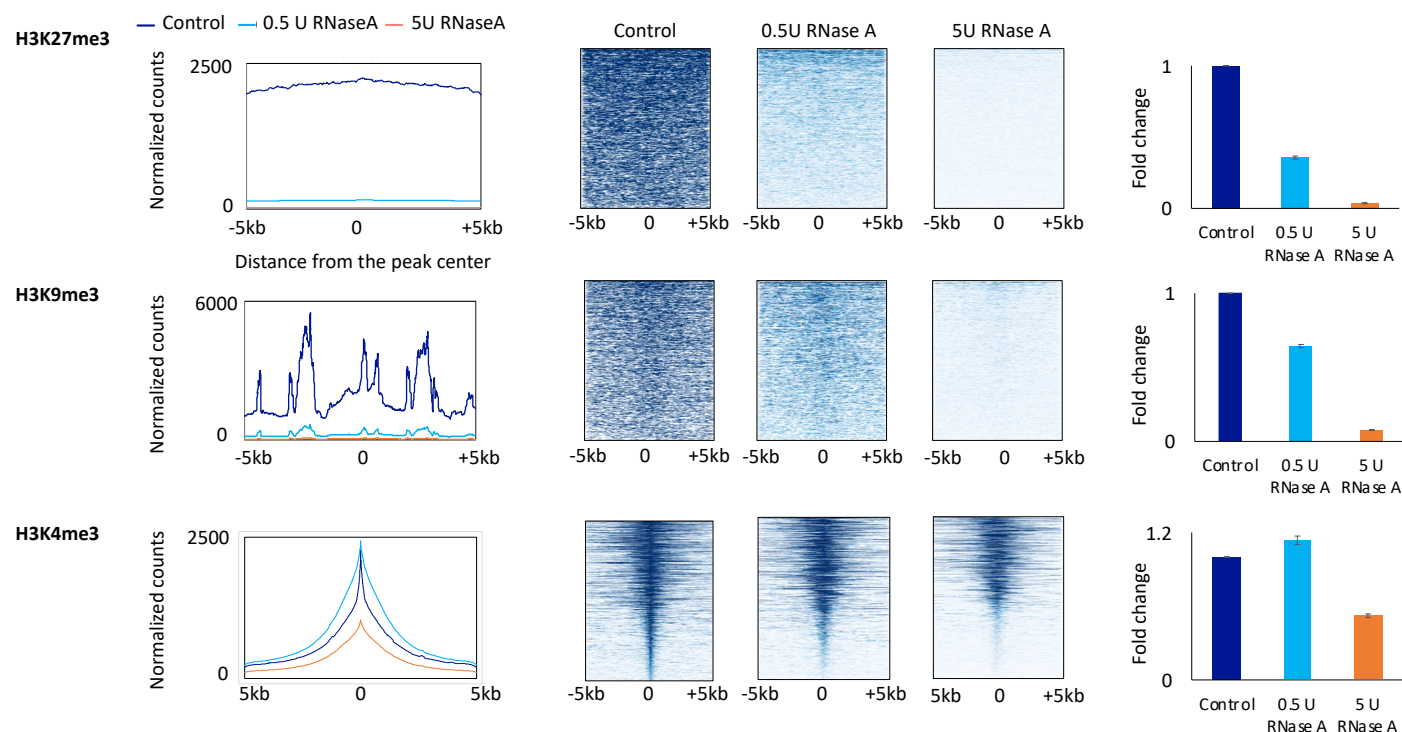 Control 0.5 U RNaseA 5U RNaseA
H3K27me3
Control 0.5U RNase A 5U RNase A
Normalized counts
2500
0
-5kb 0 +5kb
Distance from the peak center
-5kb 0 +5kb -5kb 0 +5kb -5kb 0 +5kb
Fold change
1
0
Control 0.5 U RNase A 5 U RNase A
H3K9me3
Normalized counts
6000
0
-5kb 0 +5kb
-5kb 0 +5kb -5kb 0 +5kb -5kb 0 +5kb
Fold change
1
0
Control 0.5 U RNase A 5 U RNase A
H3K4me3
Normalized counts
2500
0
5kb 0 5kb
-5kb 0 +5kb -5kb 0 +5kb 5kb 0 +5kb
Fold change
1.2
0
Control 0.5 U RNase A 5 U RNase A